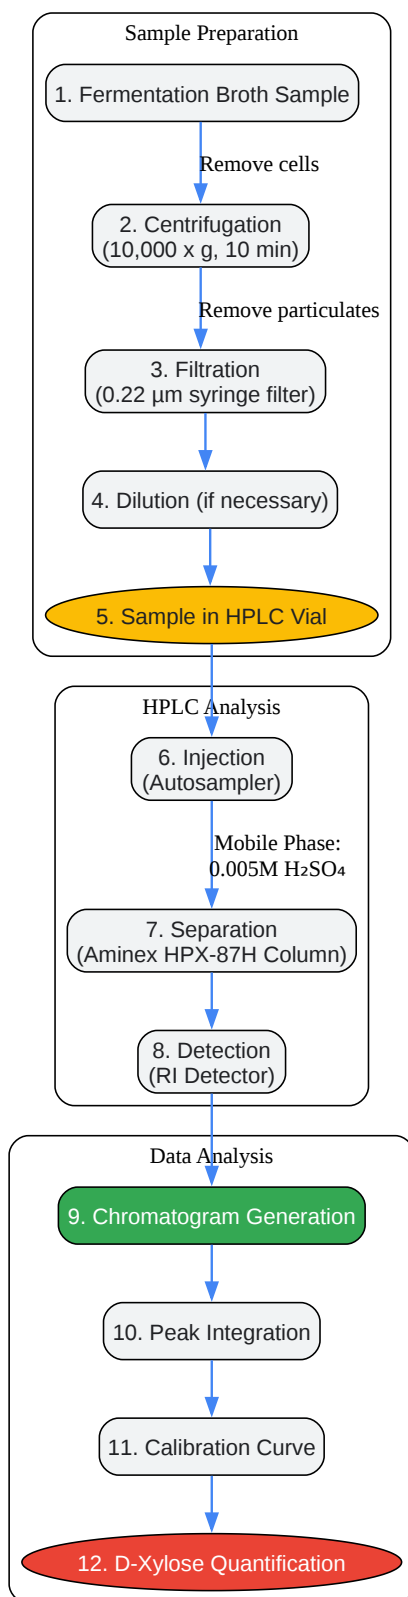 Sample Preparation
1. Fermentation Broth Sample
Remove cells
2. Centrifugation
(10,000 x g, 10 min)
Remove particulates
3. Filtration
(0.22 µm syringe filter)
4. Dilution (if necessary)
5. Sample in HPLC Vial
HPLC Analysis
6. Injection
(Autosampler)
Mobile Phase:
0.005M H₂SO₄
7. Separation
(Aminex HPX-87H Column)
8. Detection
(RI Detector)
Data Analysis
9. Chromatogram Generation
10. Peak Integration
11. Calibration Curve
12. D-Xylose Quantification